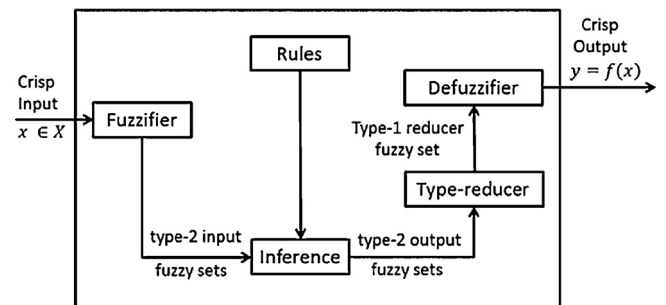 Crisp
Input
x ∈ X
Fuzzifier
Rules
Crisp
Output
y = f(x)
Defuzzifier
Type-1 reducer
fuzzy set
Type-reducer
type-2 input
fuzzy sets
Inference
type-2 output
fuzzy sets